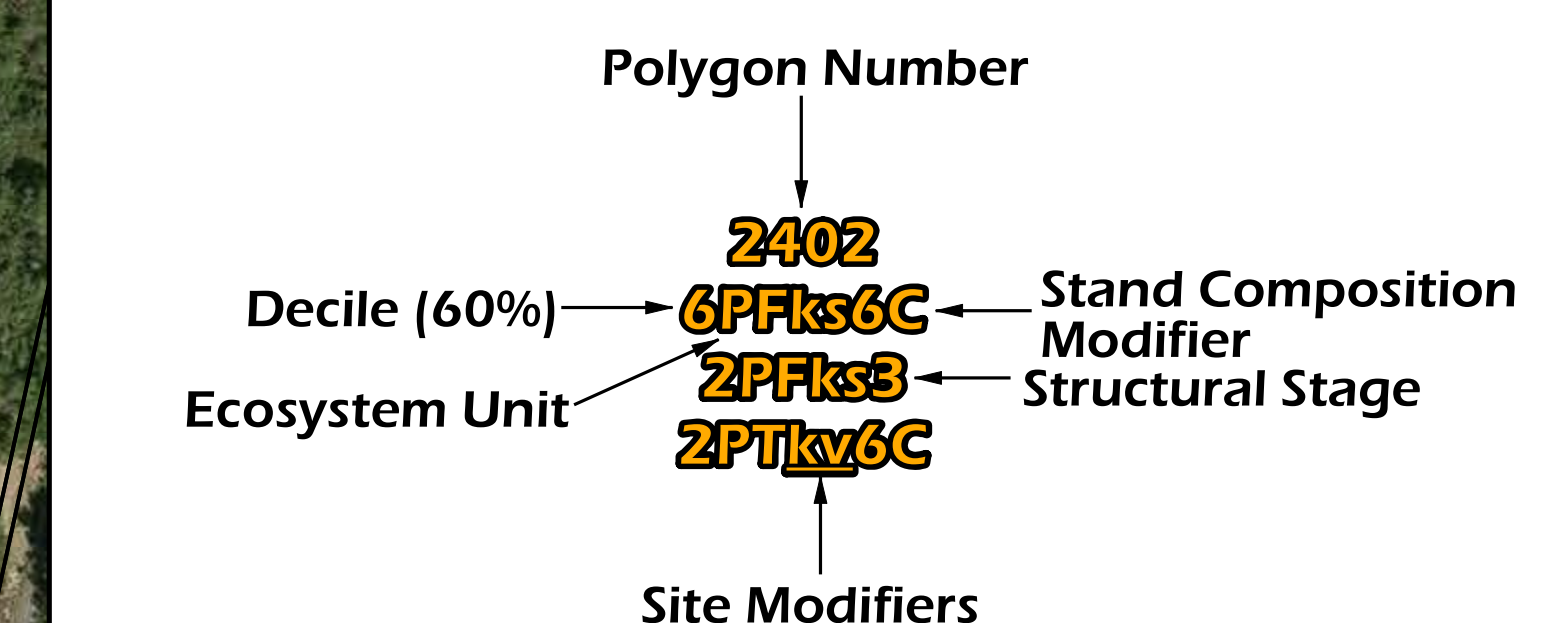 Polygon Number
2402
Decile (60%)
6PFks6C
Stand Composition
Modifier
Ecosystem Unit
2PFks3
Structural Stage
2PTkv6C
Site Modifiers